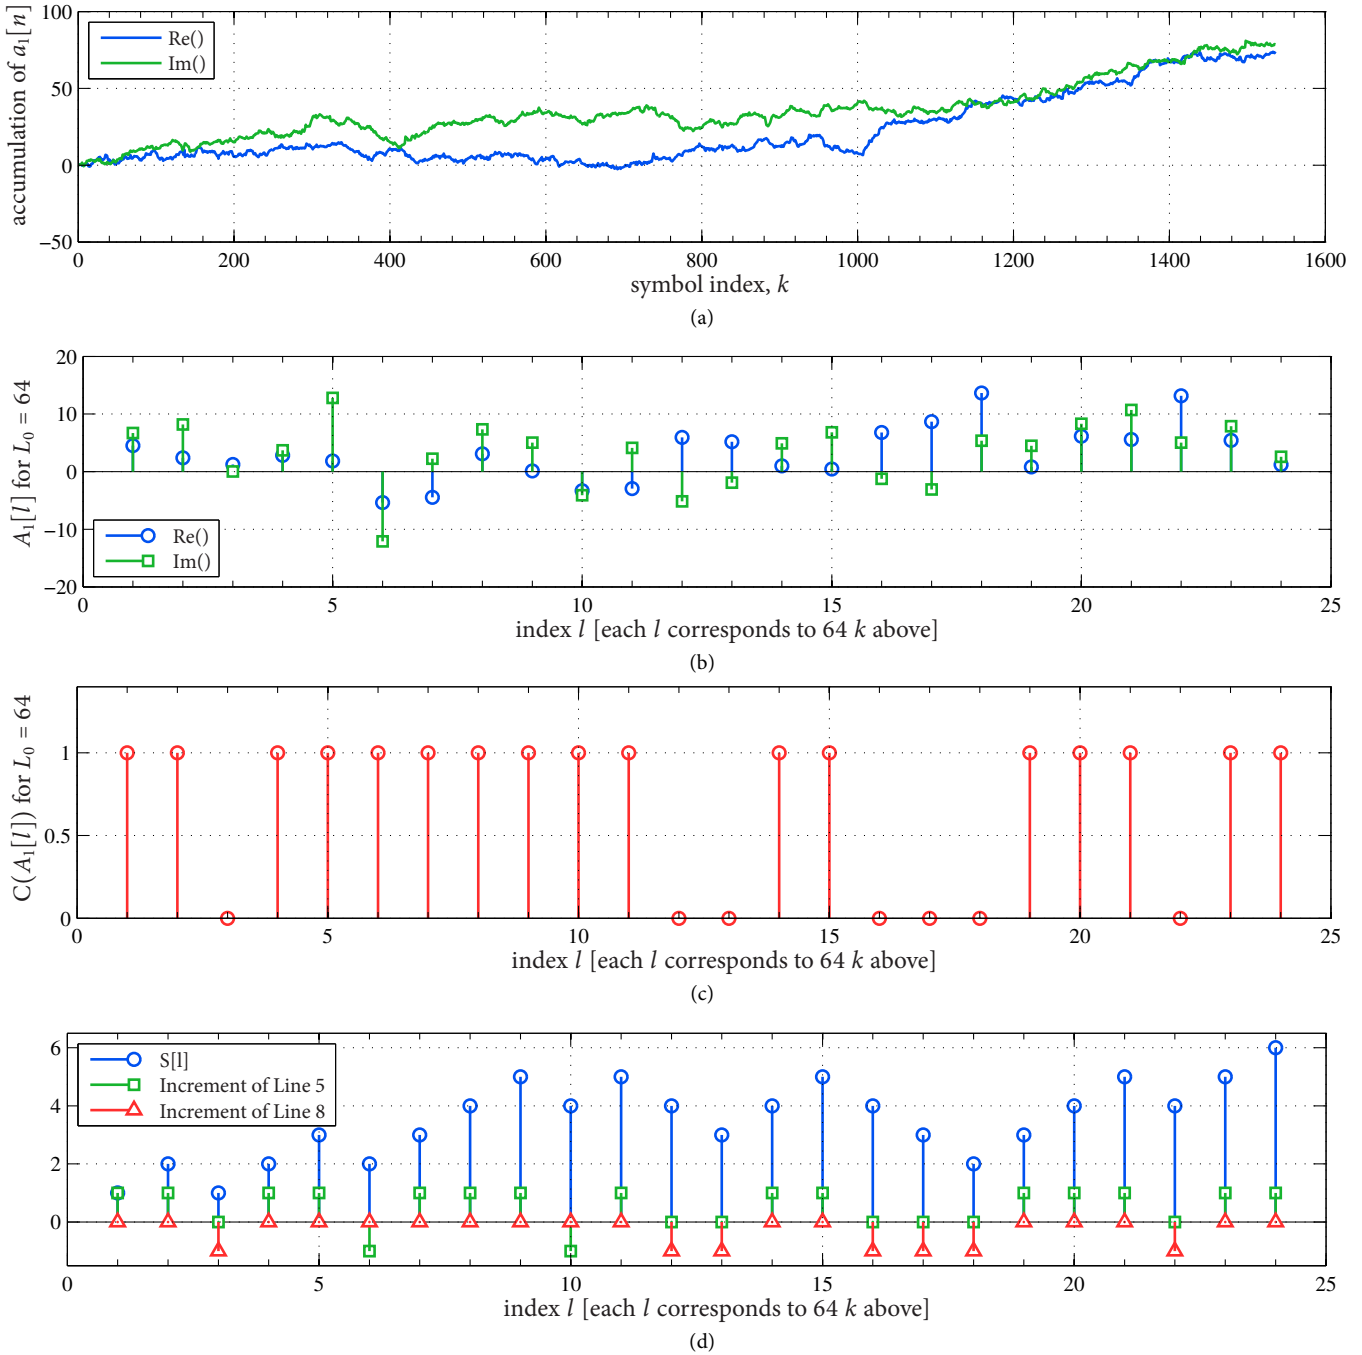 accumulation of a₁[n]
100
50
0
−50
Re()
Im()
0 200 400 600 800 1000 1200 1400 1600
symbol index, k
(a)
A₁[l] for L₀ = 64
20
10
0
−10
−20
Re()
Im()
0 5 10 15 20 25
index l [each l corresponds to 64 k above]
(b)
C(A₁[l]) for L₀ = 64
1
0.5
0
0 5 10 15 20 25
index l [each l corresponds to 64 k above]
(c)
6
4
2
0
S[l]
Increment of Line 5
Increment of Line 8
0 5 10 15 20 25
index l [each l corresponds to 64 k above]
(d)